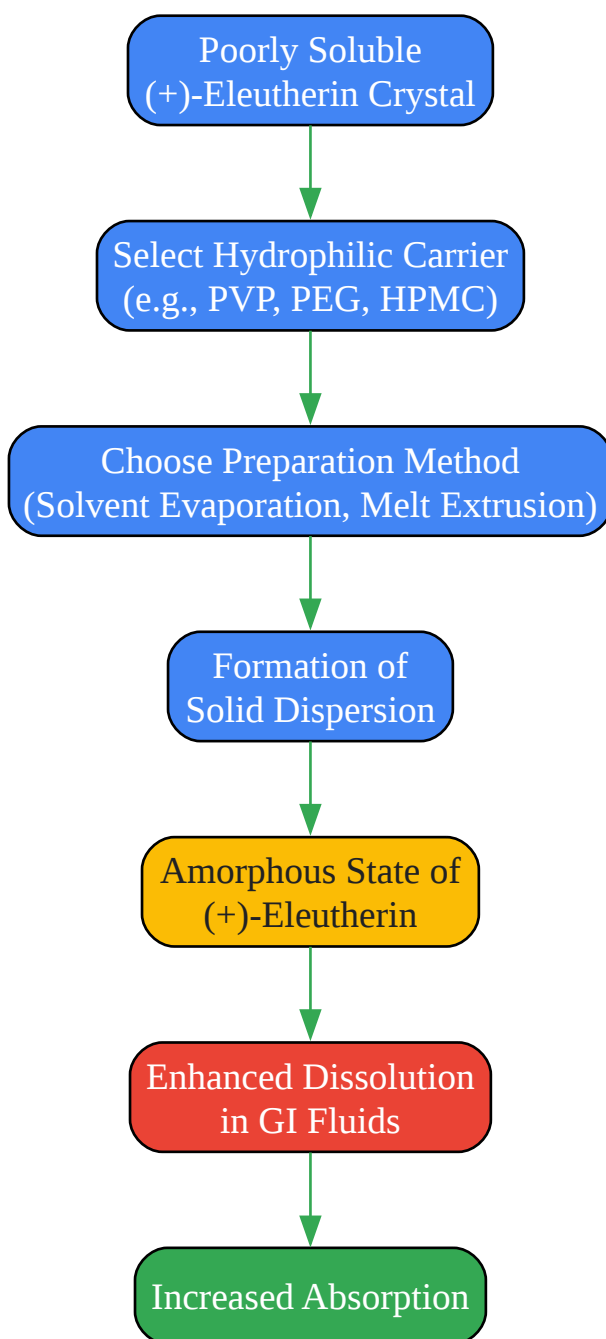 Poorly Soluble
(+)-Eleutherin Crystal
Select Hydrophilic Carrier
(e.g., PVP, PEG, HPMC)
Choose Preparation Method
(Solvent Evaporation, Melt Extrusion)
Formation of
Solid Dispersion
Amorphous State of
(+)-Eleutherin
Enhanced Dissolution
in GI Fluids
Increased Absorption